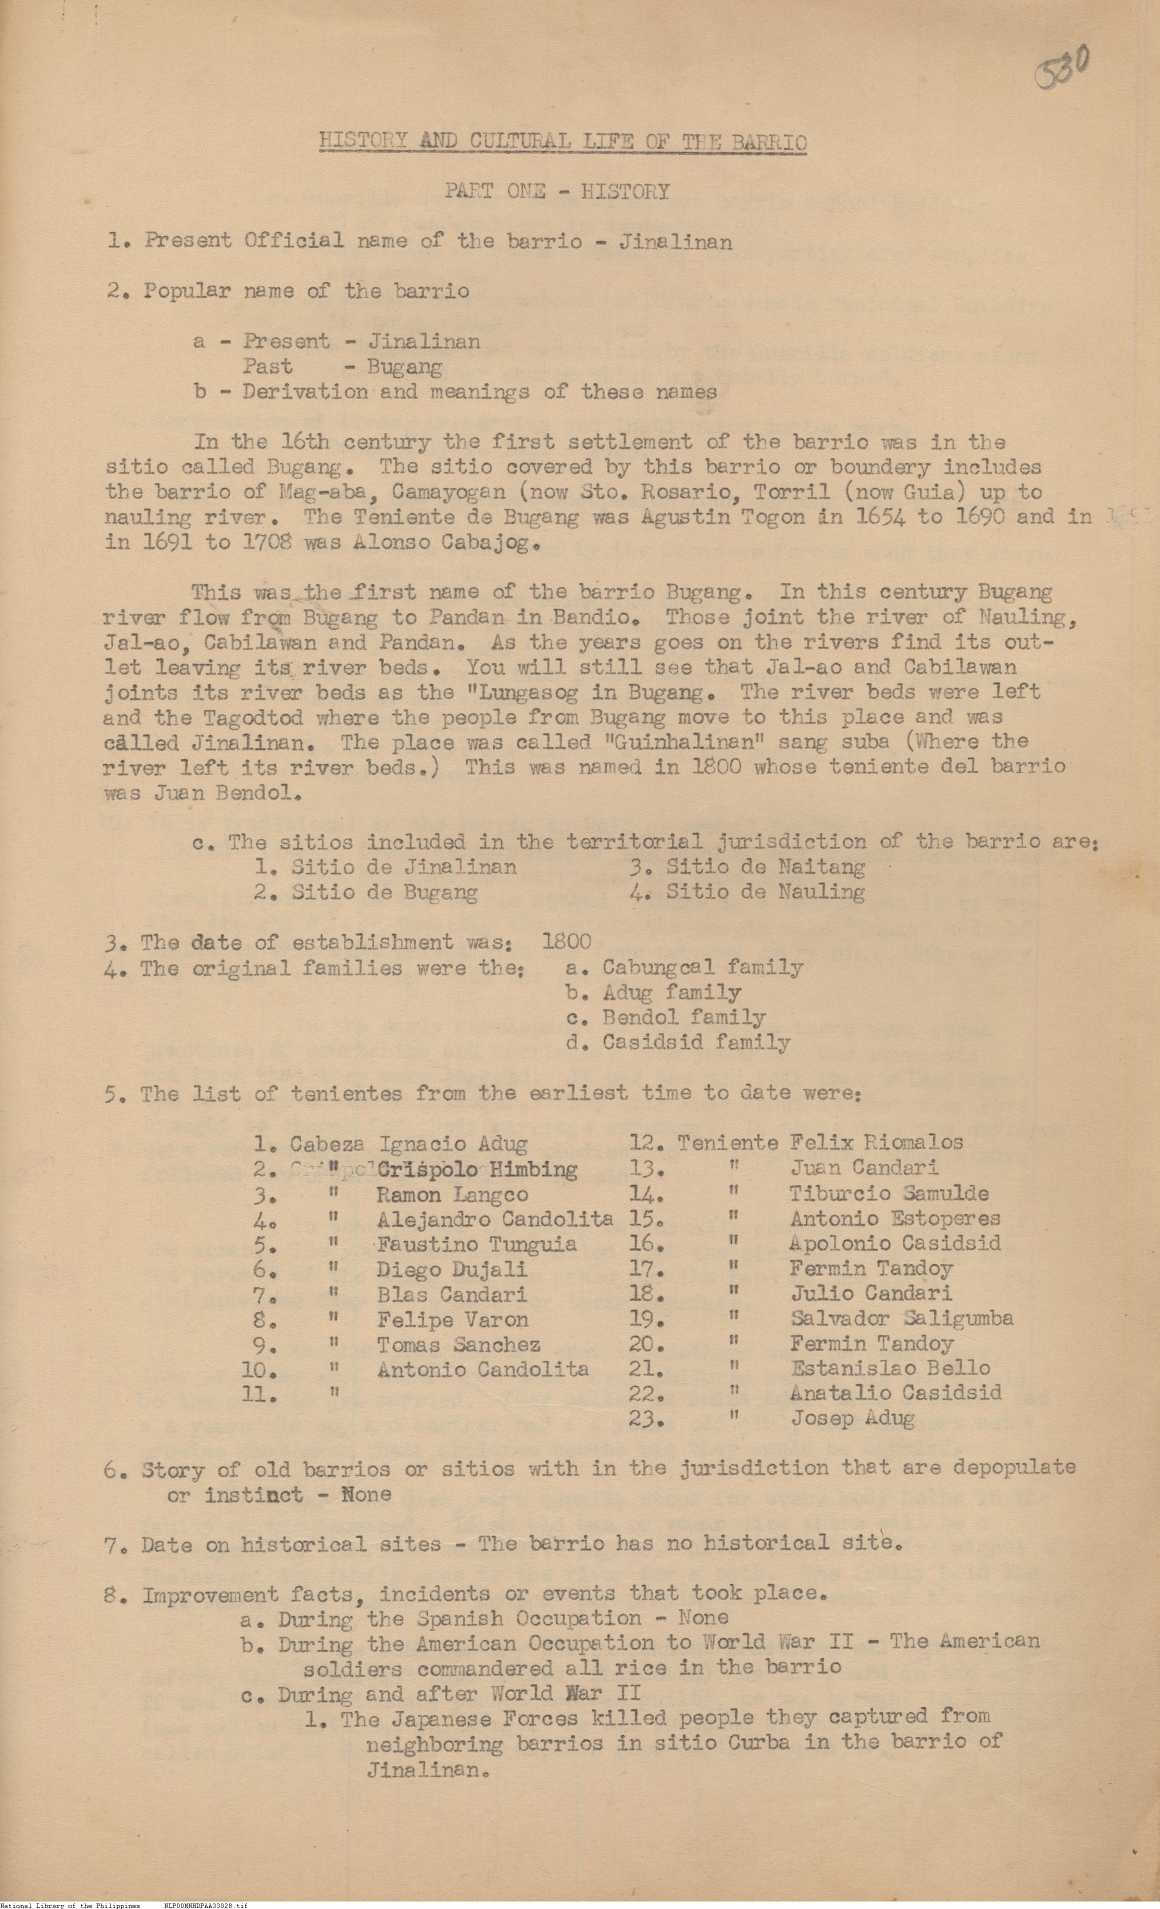 530
HISTORY AND CULTURAL LIFE OF THE BARRIO
PART ONE - HISTORY
1. Present Official name of the barrio - Jinalinan
2. Popular name of the barrio
a - Present - Jinalinan
Past - Bugang
b - Derivation and meanings of these names
In the 16th century the first settlement of the barrio was in the
sitio called Bugang. The sitio covered by this barrio or boundery includes
the barrio of Mag-aba, Camayogan (now Sto. Rosario, Torril (now Guia) up to
nauling river. The Teniente de Bugang was Agustin Togon in 1654 to 1690 and in
in 1691 to 1708 was Alonso Cabajog.
This was the first name of the barrio Bugang. In this century Bugang
river flow from Bugang to Pandan in Bandio. Those joint the river of Nauling,
Jal-ao, Cabilawan and Pandan. As the years goes on the rivers find its out-
let leaving its river beds. You will still see that Jal-ao and Cabilawan
joints its river beds as the "Lungasog in Bugang. The river beds were left
and the Tagodtod where the people from Bugang move to this place and was
called Jinalinan. The place was called "Guinhalinan" sang suba (Where the
river left its river beds.) This was named in 1800 whose teniente del barrio
was Juan Bendol.
c. The sitios included in the territorial jurisdiction of the barrio are:
1. Sitio de Jinalinan 3. Sitio de Naitang
2. Sitio de Bugang 4. Sitio de Nauling
3. The date of establishment was: 1800
4. The original families were the: a. Cabungcal family
b. Adug family
c. Bendol family
d. Casidsid family
5. The list of tenientes from the earliest time to date were:
1. Cabeza Ignacio Adug 12. Teniente Felix Riomalos
2. " Crispolo Himbing 13. " Juan Candari
3. " Ramon Langco 14. " Tiburcio Samulde
4. " Alejandro Candolita 15. " Antonio Estoperes
5. " Faustino Tunguia 16. " Apolonio Casidsid
6. " Diego Dujali 17. " Fermin Tandoy
7. " Blas Candari 18. " Julio Candari
8. " Felipe Varon 19. " Salvador Saligumba
9. " Tomas Sanchez 20. " Fermin Tandoy
10. " Antonio Candolita 21. " Estanislao Bello
11. " 22. " Anatalio Casidsid
23. " Josep Adug
6. Story of old barrios or sitios with in the jurisdiction that are depopulate
or instinct - None
7. Date on historical sites - The barrio has no historical site.
8. Improvement facts, incidents or events that took place.
a. During the Spanish Occupation - None
b. During the American Occupation to World War II - The American
soldiers commandered all rice in the barrio
c. During and after World War II
1. The Japanese Forces killed people they captured from
neighboring barrios in sitio Curba in the barrio of
Jinalinan.
National Library of the Philippines NLPOONNHDPAA33028.tif